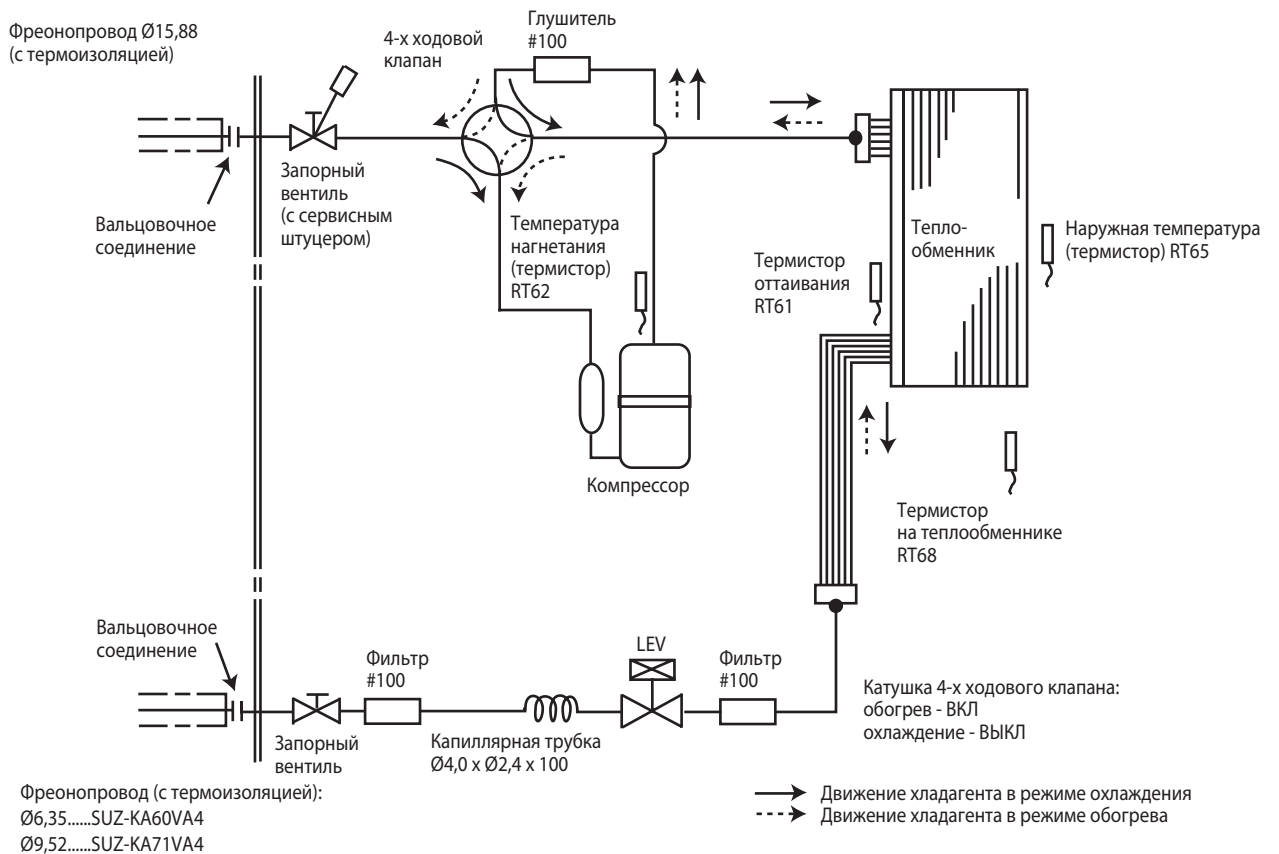 Фреонопровод Ø15,88
(с термоизоляцией)
4-х ходовой
клапан
Глушитель
#100
Запорный
вентиль
(с сервисным
штуцером)
Вальцовочное
соединение
Температура
нагнетания
(термистор)
RT62
Термистор
оттаивания
RT61
Тепло-
обменник
Наружная температура
(термистор) RT65
Компрессор
Термистор
на теплообменнике
RT68
Вальцовочное
соединение
Фильтр
#100
LEV
Фильтр
#100
Запорный
вентиль
Капиллярная трубка
Ø4,0 x Ø2,4 x 100
Катушка 4-х ходового клапана:
обогрев - ВКЛ
охлаждение - ВЫКЛ
Фреонопровод (с термоизоляцией):
Ø6,35......SUZ-KA60VA4
Ø9,52......SUZ-KA71VA4
Движение хладагента в режиме охлаждения
Движение хладагента в режиме обогрева